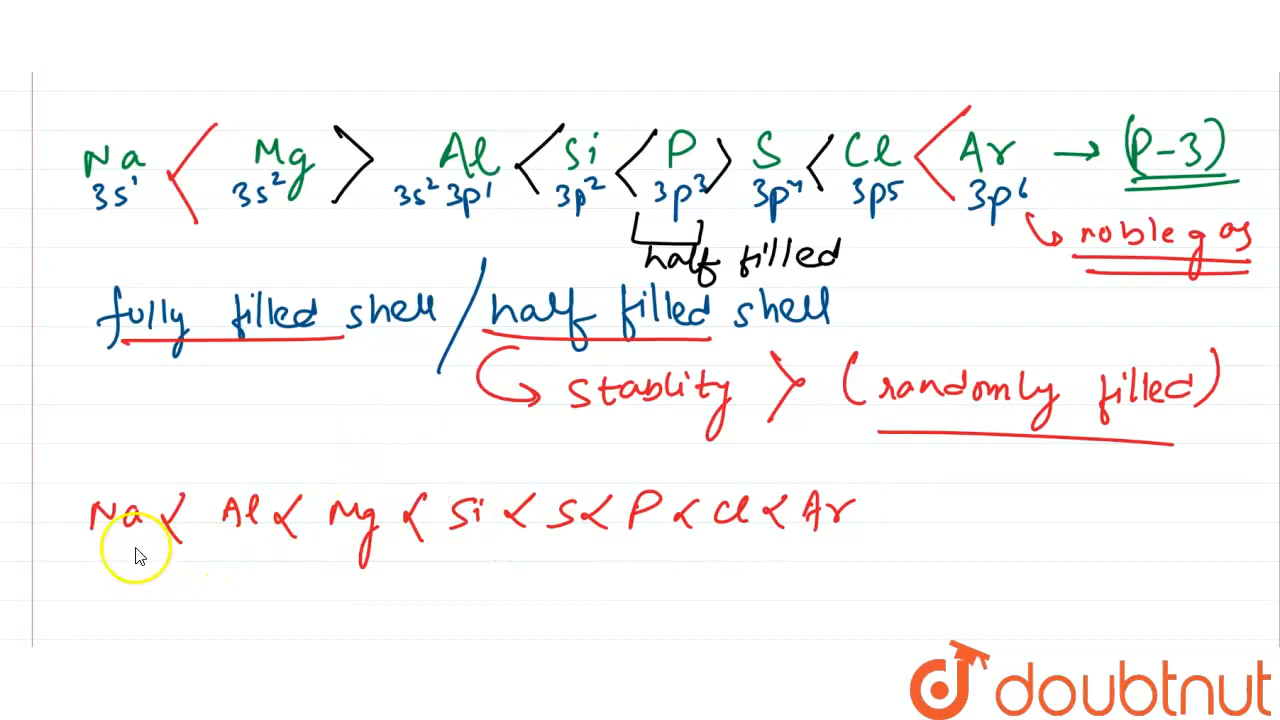 Na < Mg > Al < Si < P > S < Cl < Ar → (P-3)
3s¹ 3s² 3s² 3p¹ 3p² 3p³ 3p⁴ 3p5 3p⁶
noble gas
half filled
fully filled shell / half filled shell
stablity > (randomly filled)
Na < Al < Mg < Si < S < P < Cl < Ar
doubtnut